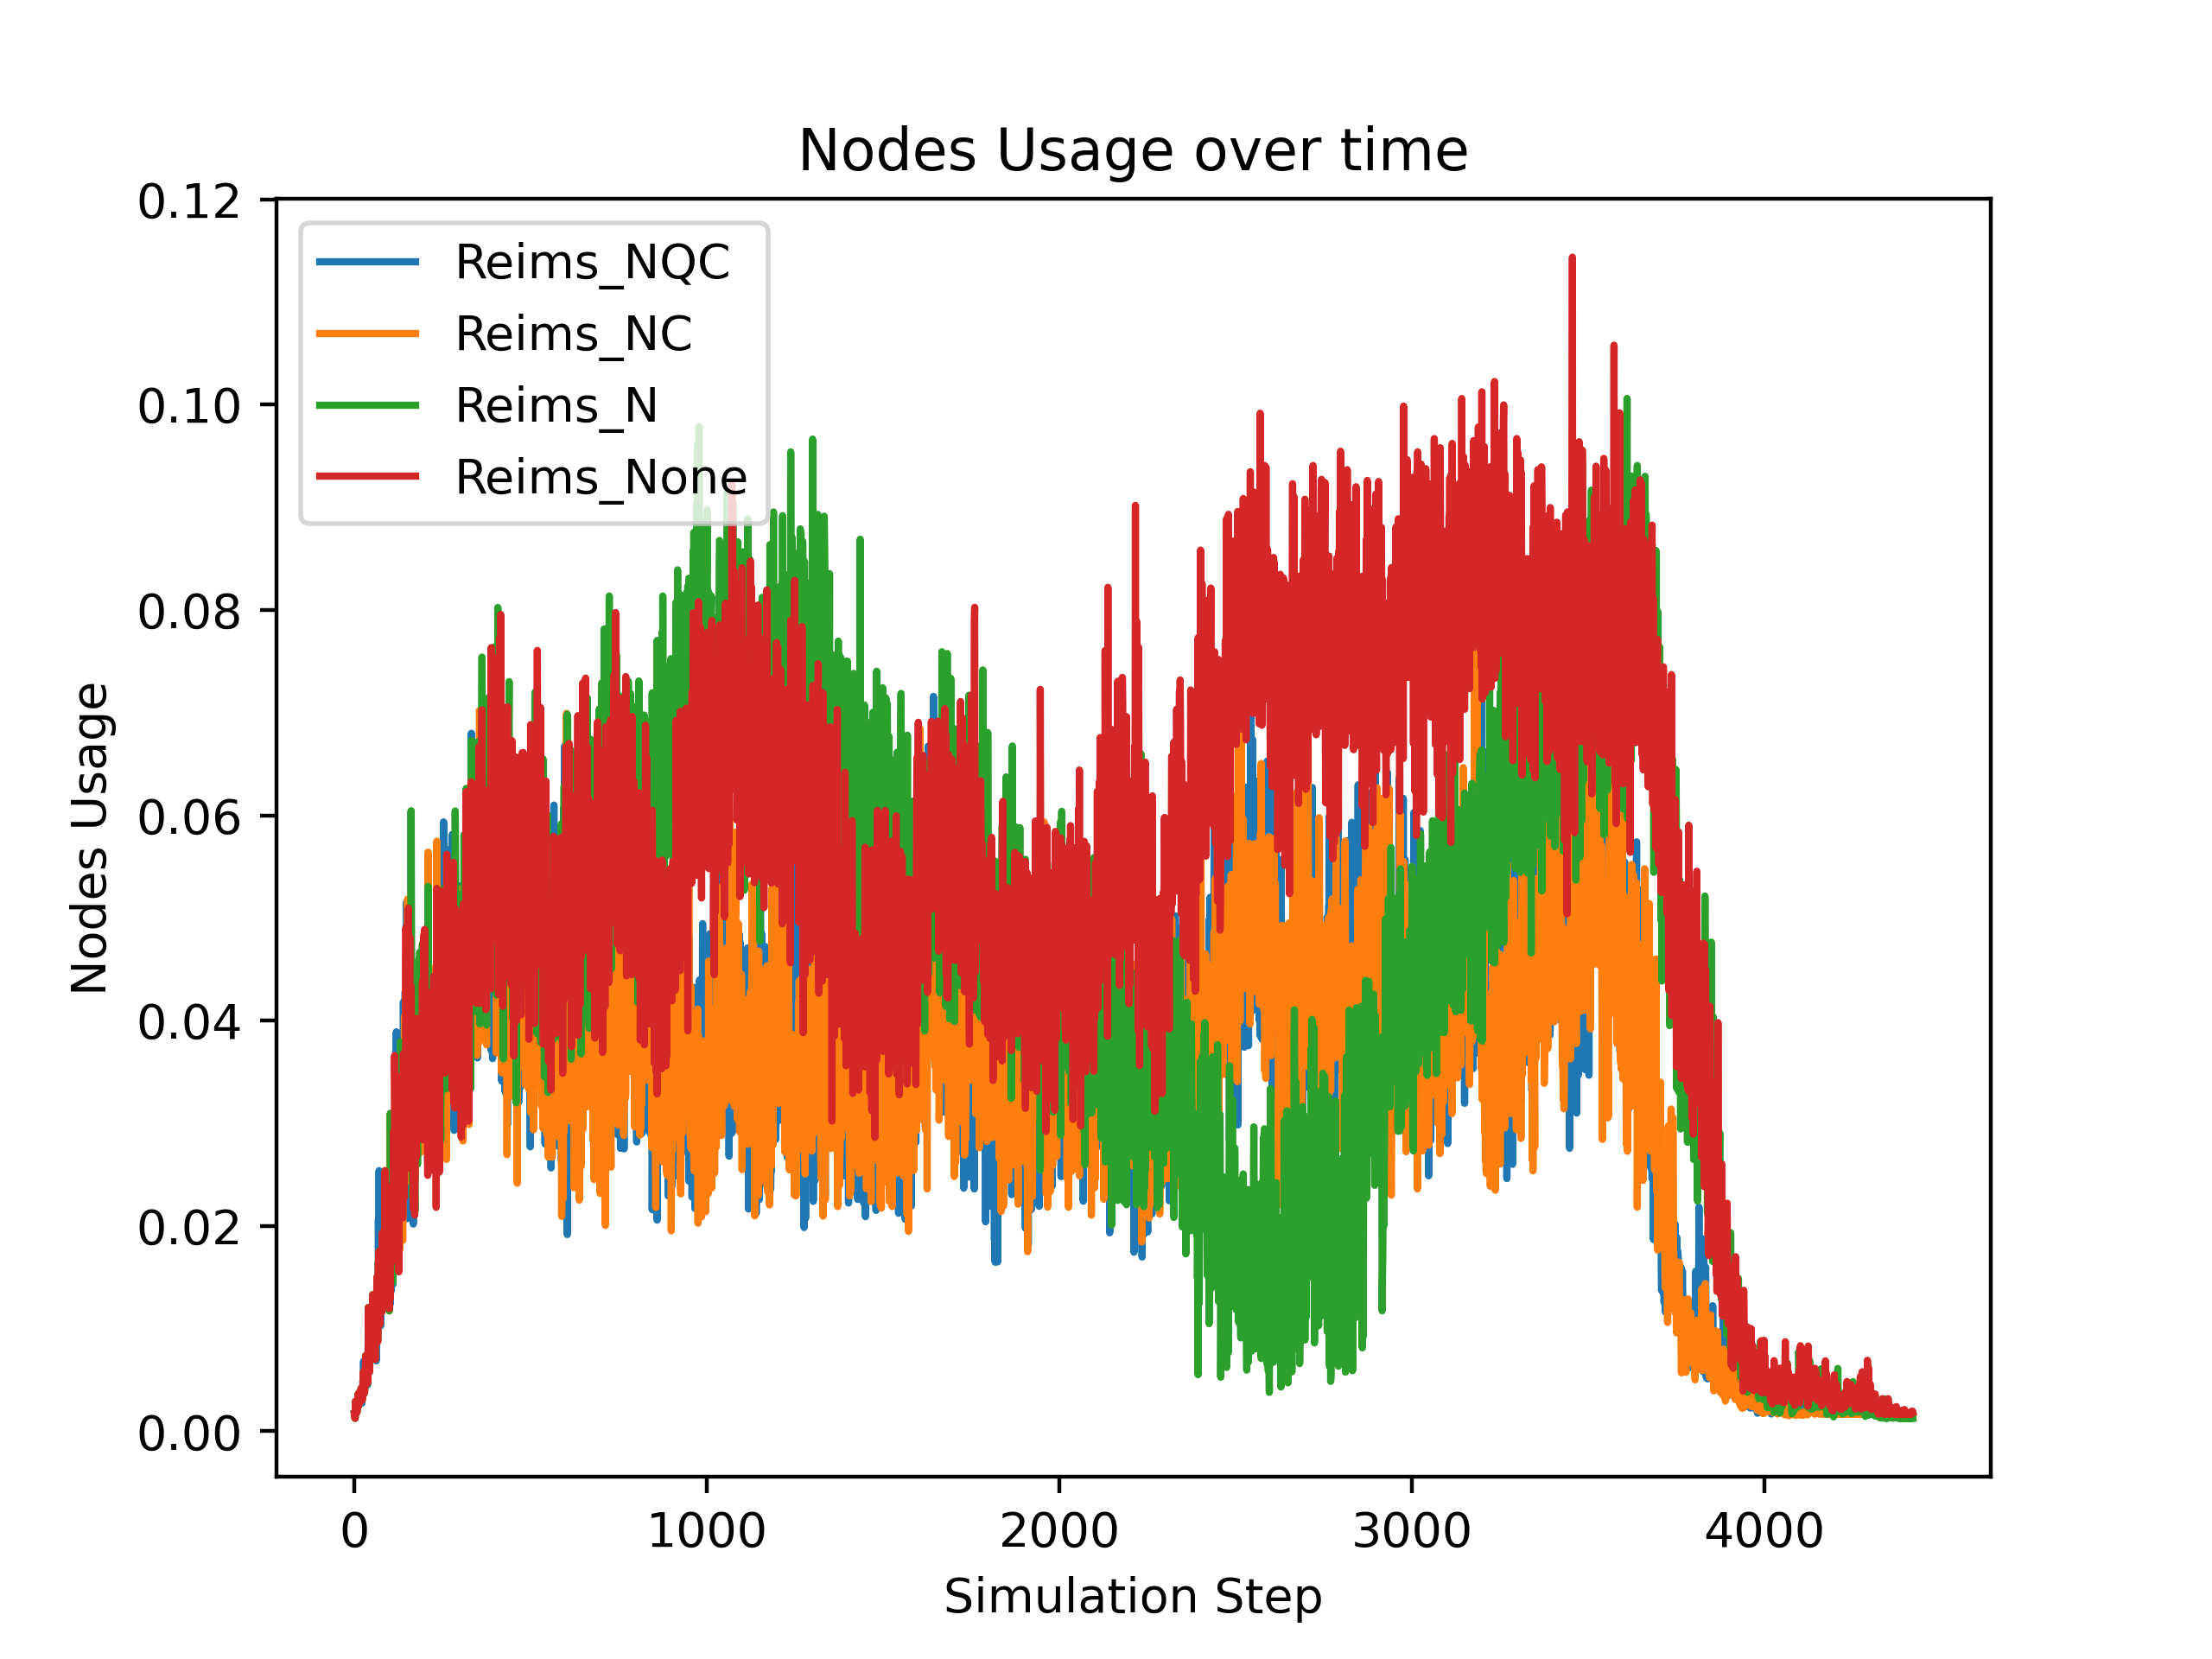 Nodes Usage over time
Nodes Usage
0.12
0.10
0.08
0.06
0.04
0.02
0.00
Reims_NQC
Reims_NC
Reims_N
Reims_None
0 1000 2000 3000 4000
Simulation Step